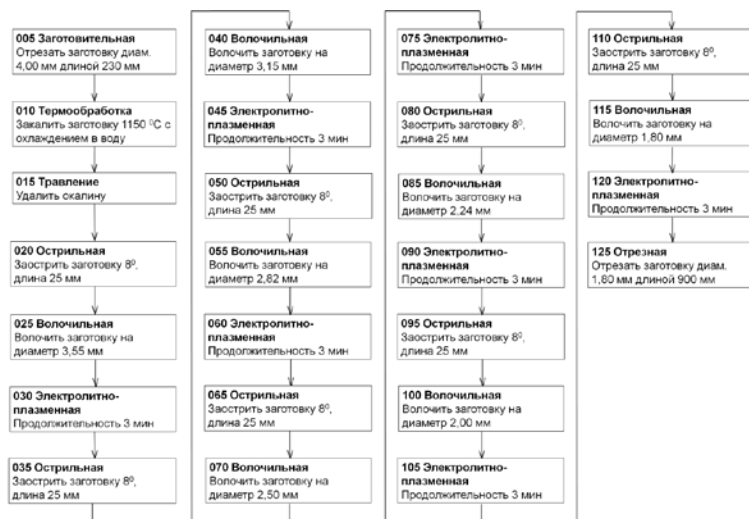 005 Заготовительная
Отрезать заготовку диам.
4,00 мм длиной 230 мм
010 Термообработка
Закалить заготовку 1150 ⁰С с
охлаждением в воду
015 Травление
Удалить окалину
020 Острильная
Заострить заготовку 8⁰,
длина 25 мм
025 Волочильная
Волочить заготовку на
диаметр 3,55 мм
030 Электролитно-
плазменная
Продолжительность 3 мин
035 Острильная
Заострить заготовку 8⁰,
длина 25 мм
040 Волочильная
Волочить заготовку на
диаметр 3,15 мм
045 Электролитно-
плазменная
Продолжительность 3 мин
050 Острильная
Заострить заготовку 8⁰,
длина 25 мм
055 Волочильная
Волочить заготовку на
диаметр 2,82 мм
060 Электролитно-
плазменная
Продолжительность 3 мин
065 Острильная
Заострить заготовку 8⁰,
длина 25 мм
070 Волочильная
Волочить заготовку на
диаметр 2,50 мм
075 Электролитно-
плазменная
Продолжительность 3 мин
080 Острильная
Заострить заготовку 8⁰,
длина 25 мм
085 Волочильная
Волочить заготовку на
диаметр 2,24 мм
090 Электролитно-
плазменная
Продолжительность 3 мин
095 Острильная
Заострить заготовку 8⁰,
длина 25 мм
100 Волочильная
Волочить заготовку на
диаметр 2,00 мм
105 Электролитно-
плазменная
Продолжительность 3 мин
110 Острильная
Заострить заготовку 8⁰,
длина 25 мм
115 Волочильная
Волочить заготовку на
диаметр 1,80 мм
120 Электролитно-
плазменная
Продолжительность 3 мин
125 Отрезная
Отрезать заготовку диам.
1,80 мм длиной 900 мм